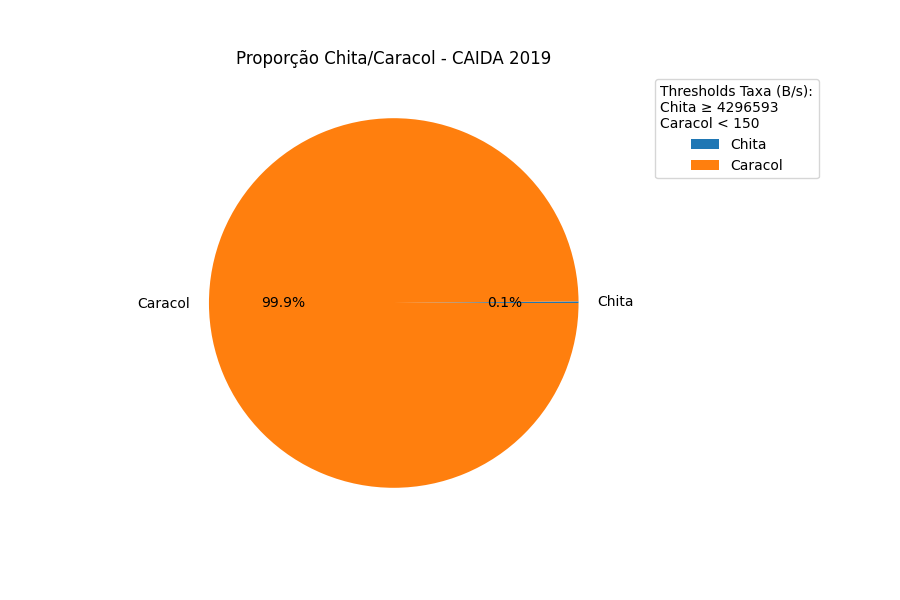 Proporção Chita/Caracol - CAIDA 2019
Thresholds Taxa (B/s):
Chita ≥ 4296593
Caracol < 150
Chita
Caracol
Caracol
99.9%
0.1%
Chita